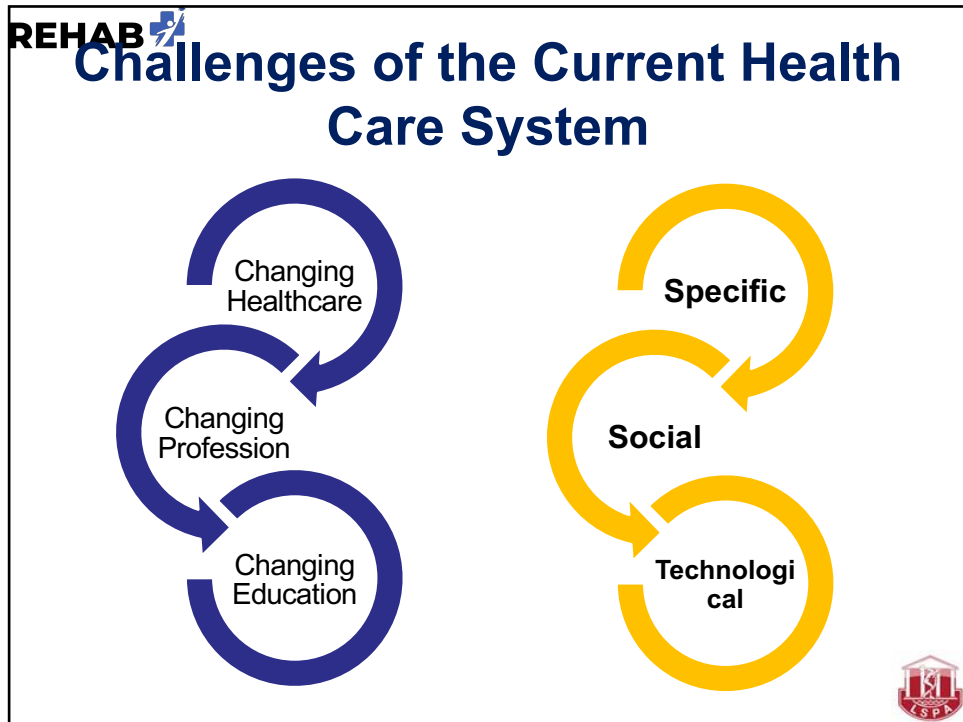 REHAB
Challenges of the Current Health
Care System
Changing
Healthcare
Changing
Profession
Changing
Education
Specific
Social
Technologi
cal
LSPA